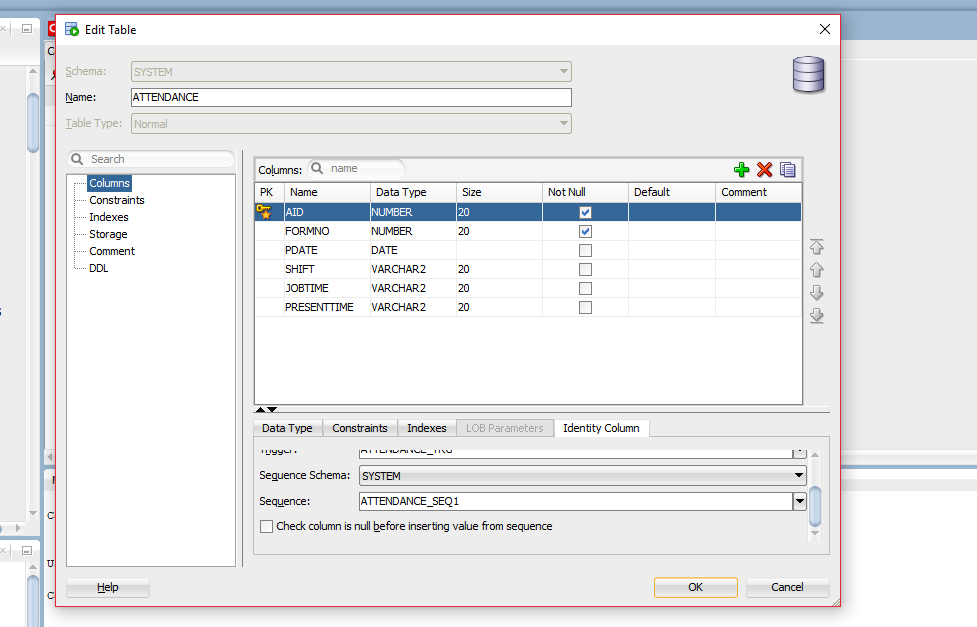 Edit Table
Schema: SYSTEM
Name: ATTENDANCE
Table Type: Normal
Search
Columns
Constraints
Indexes
Storage
Comment
DDL
Columns: name
PK Name Data Type Size Not Null Default Comment
AID NUMBER 20
FORMNO NUMBER 20
PDATE DATE
SHIFT VARCHAR2 20
JOBTIME VARCHAR2 20
PRESENTTIME VARCHAR2 20
Data Type Constraints Indexes LOB Parameters Identity Column
Trigger: ATTENDANCE_TRG
Sequence Schema: SYSTEM
Sequence: ATTENDANCE_SEQ1
Check column is null before inserting value from sequence
Help OK Cancel